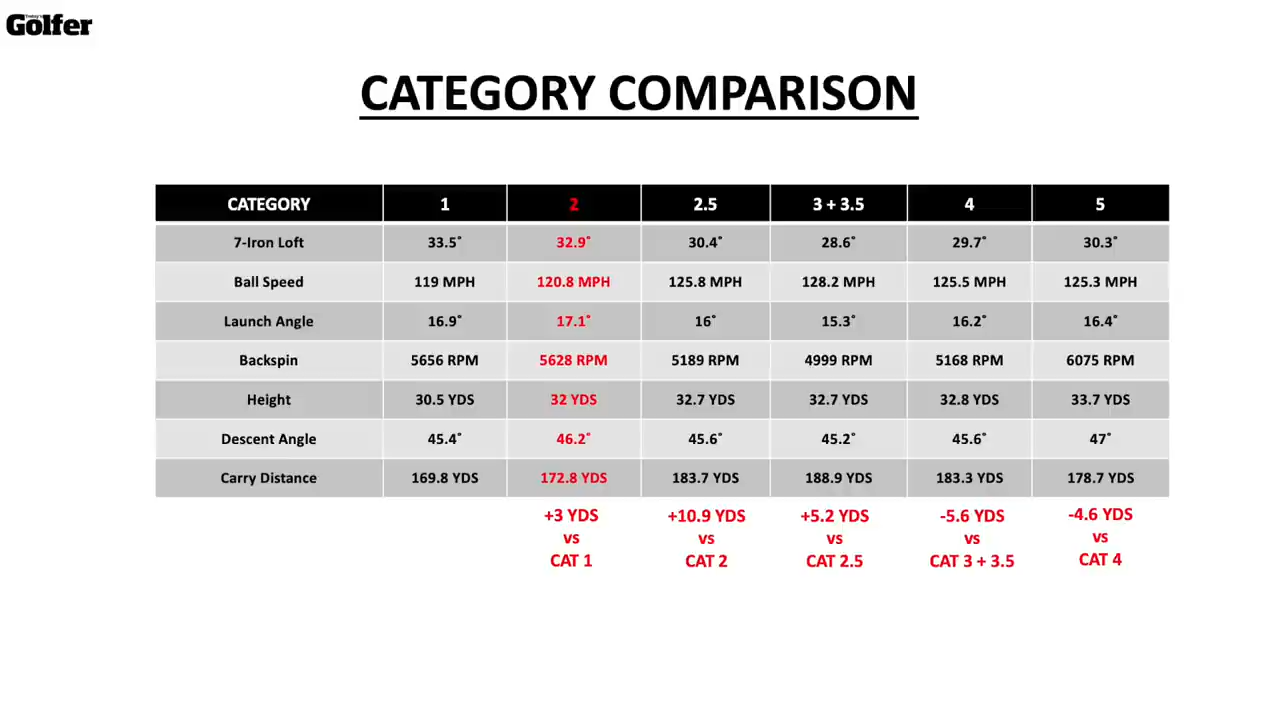 Today's
Golfer
CATEGORY COMPARISON
CATEGORY 1 2 2.5 3 + 3.5 4 5
7-Iron Loft 33.5˚ 32.9˚ 30.4˚ 28.6˚ 29.7˚ 30.3˚
Ball Speed 119 MPH 120.8 MPH 125.8 MPH 128.2 MPH 125.5 MPH 125.3 MPH
Launch Angle 16.9˚ 17.1˚ 16˚ 15.3˚ 16.2˚ 16.4˚
Backspin 5656 RPM 5628 RPM 5189 RPM 4999 RPM 5168 RPM 6075 RPM
Height 30.5 YDS 32 YDS 32.7 YDS 32.7 YDS 32.8 YDS 33.7 YDS
Descent Angle 45.4˚ 46.2˚ 45.6˚ 45.2˚ 45.6˚ 47˚
Carry Distance 169.8 YDS 172.8 YDS 183.7 YDS 188.9 YDS 183.3 YDS 178.7 YDS
+3 YDS +10.9 YDS +5.2 YDS -5.6 YDS -4.6 YDS
vs vs vs vs vs
CAT 1 CAT 2 CAT 2.5 CAT 3 + 3.5 CAT 4